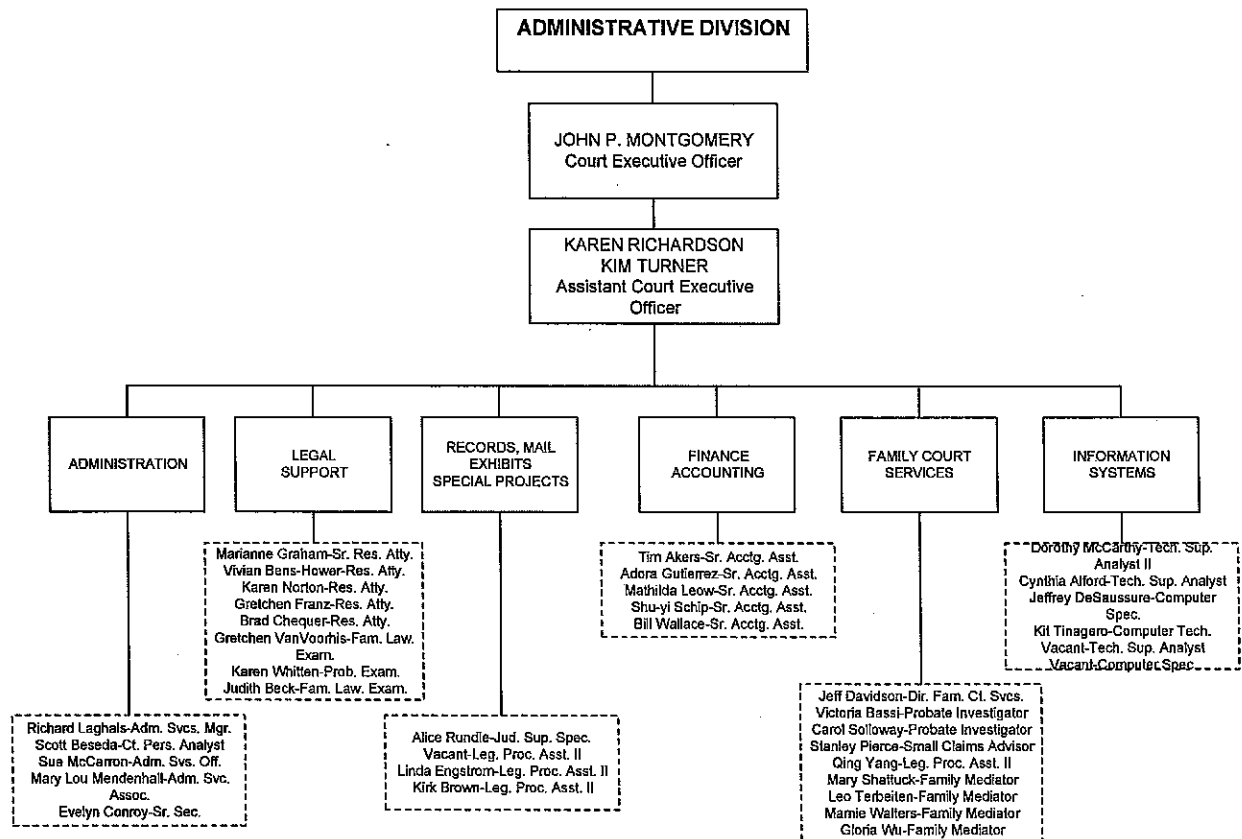 ADMINISTRATIVE DIVISION
JOHN P. MONTGOMERY
Court Executive Officer
KAREN RICHARDSON
KIM TURNER
Assistant Court Executive
Officer
ADMINISTRATION
LEGAL
SUPPORT
RECORDS, MAIL
EXHIBITS
SPECIAL PROJECTS
FINANCE
ACCOUNTING
FAMILY COURT
SERVICES
INFORMATION
SYSTEMS
Richard Laghals-Adm. Svcs. Mgr.
Scott Beseda-Ct. Pers. Analyst
Sue McCarron-Adm. Svs. Off.
Mary Lou Mendenhall-Adm. Svc.
Assoc.
Evelyn Conroy-Sr. Sec.
Marianne Graham-Sr. Res. Atty.
Vivian Bens-Hower-Res. Atty.
Karen Norton-Res. Atty.
Gretchen Franz-Res. Atty.
Brad Chequer-Res. Atty.
Gretchen VanVoorhis-Fam. Law.
Exam.
Karen Whitten-Prob. Exam.
Judith Beck-Fam. Law. Exam.
Alice Rundle-Jud. Sup. Spec.
Vacant-Leg. Proc. Asst. II
Linda Engstrom-Leg. Proc. Asst. II
Kirk Brown-Leg. Proc. Asst. II
Tim Akers-Sr. Acctg. Asst.
Adora Gutierrez-Sr. Acctg. Asst.
Mathilda Leow-Sr. Acctg. Asst.
Shu-yi Schip-Sr. Acctg. Asst.
Bill Wallace-Sr. Acctg. Asst.
Jeff Davidson-Dir. Fam. Ct. Svcs.
Victoria Bassi-Probate Investigator
Carol Solloway-Probate Investigator
Stanley Pierce-Small Claims Advisor
Qing Yang-Leg. Proc. Asst. II
Mary Shattuck-Family Mediator
Leo Terbeiten-Family Mediator
Mamie Walters-Family Mediator
Gloria Wu-Family Mediator
Dorothy McCarthy-Tech. Sup.
Analyst II
Cynthia Alford-Tech. Sup. Analyst
Jeffrey DeSaussure-Computer
Spec.
Kit Tinagaro-Computer Tech.
Vacant-Tech. Sup. Analyst
Vacant-Computer Spec.